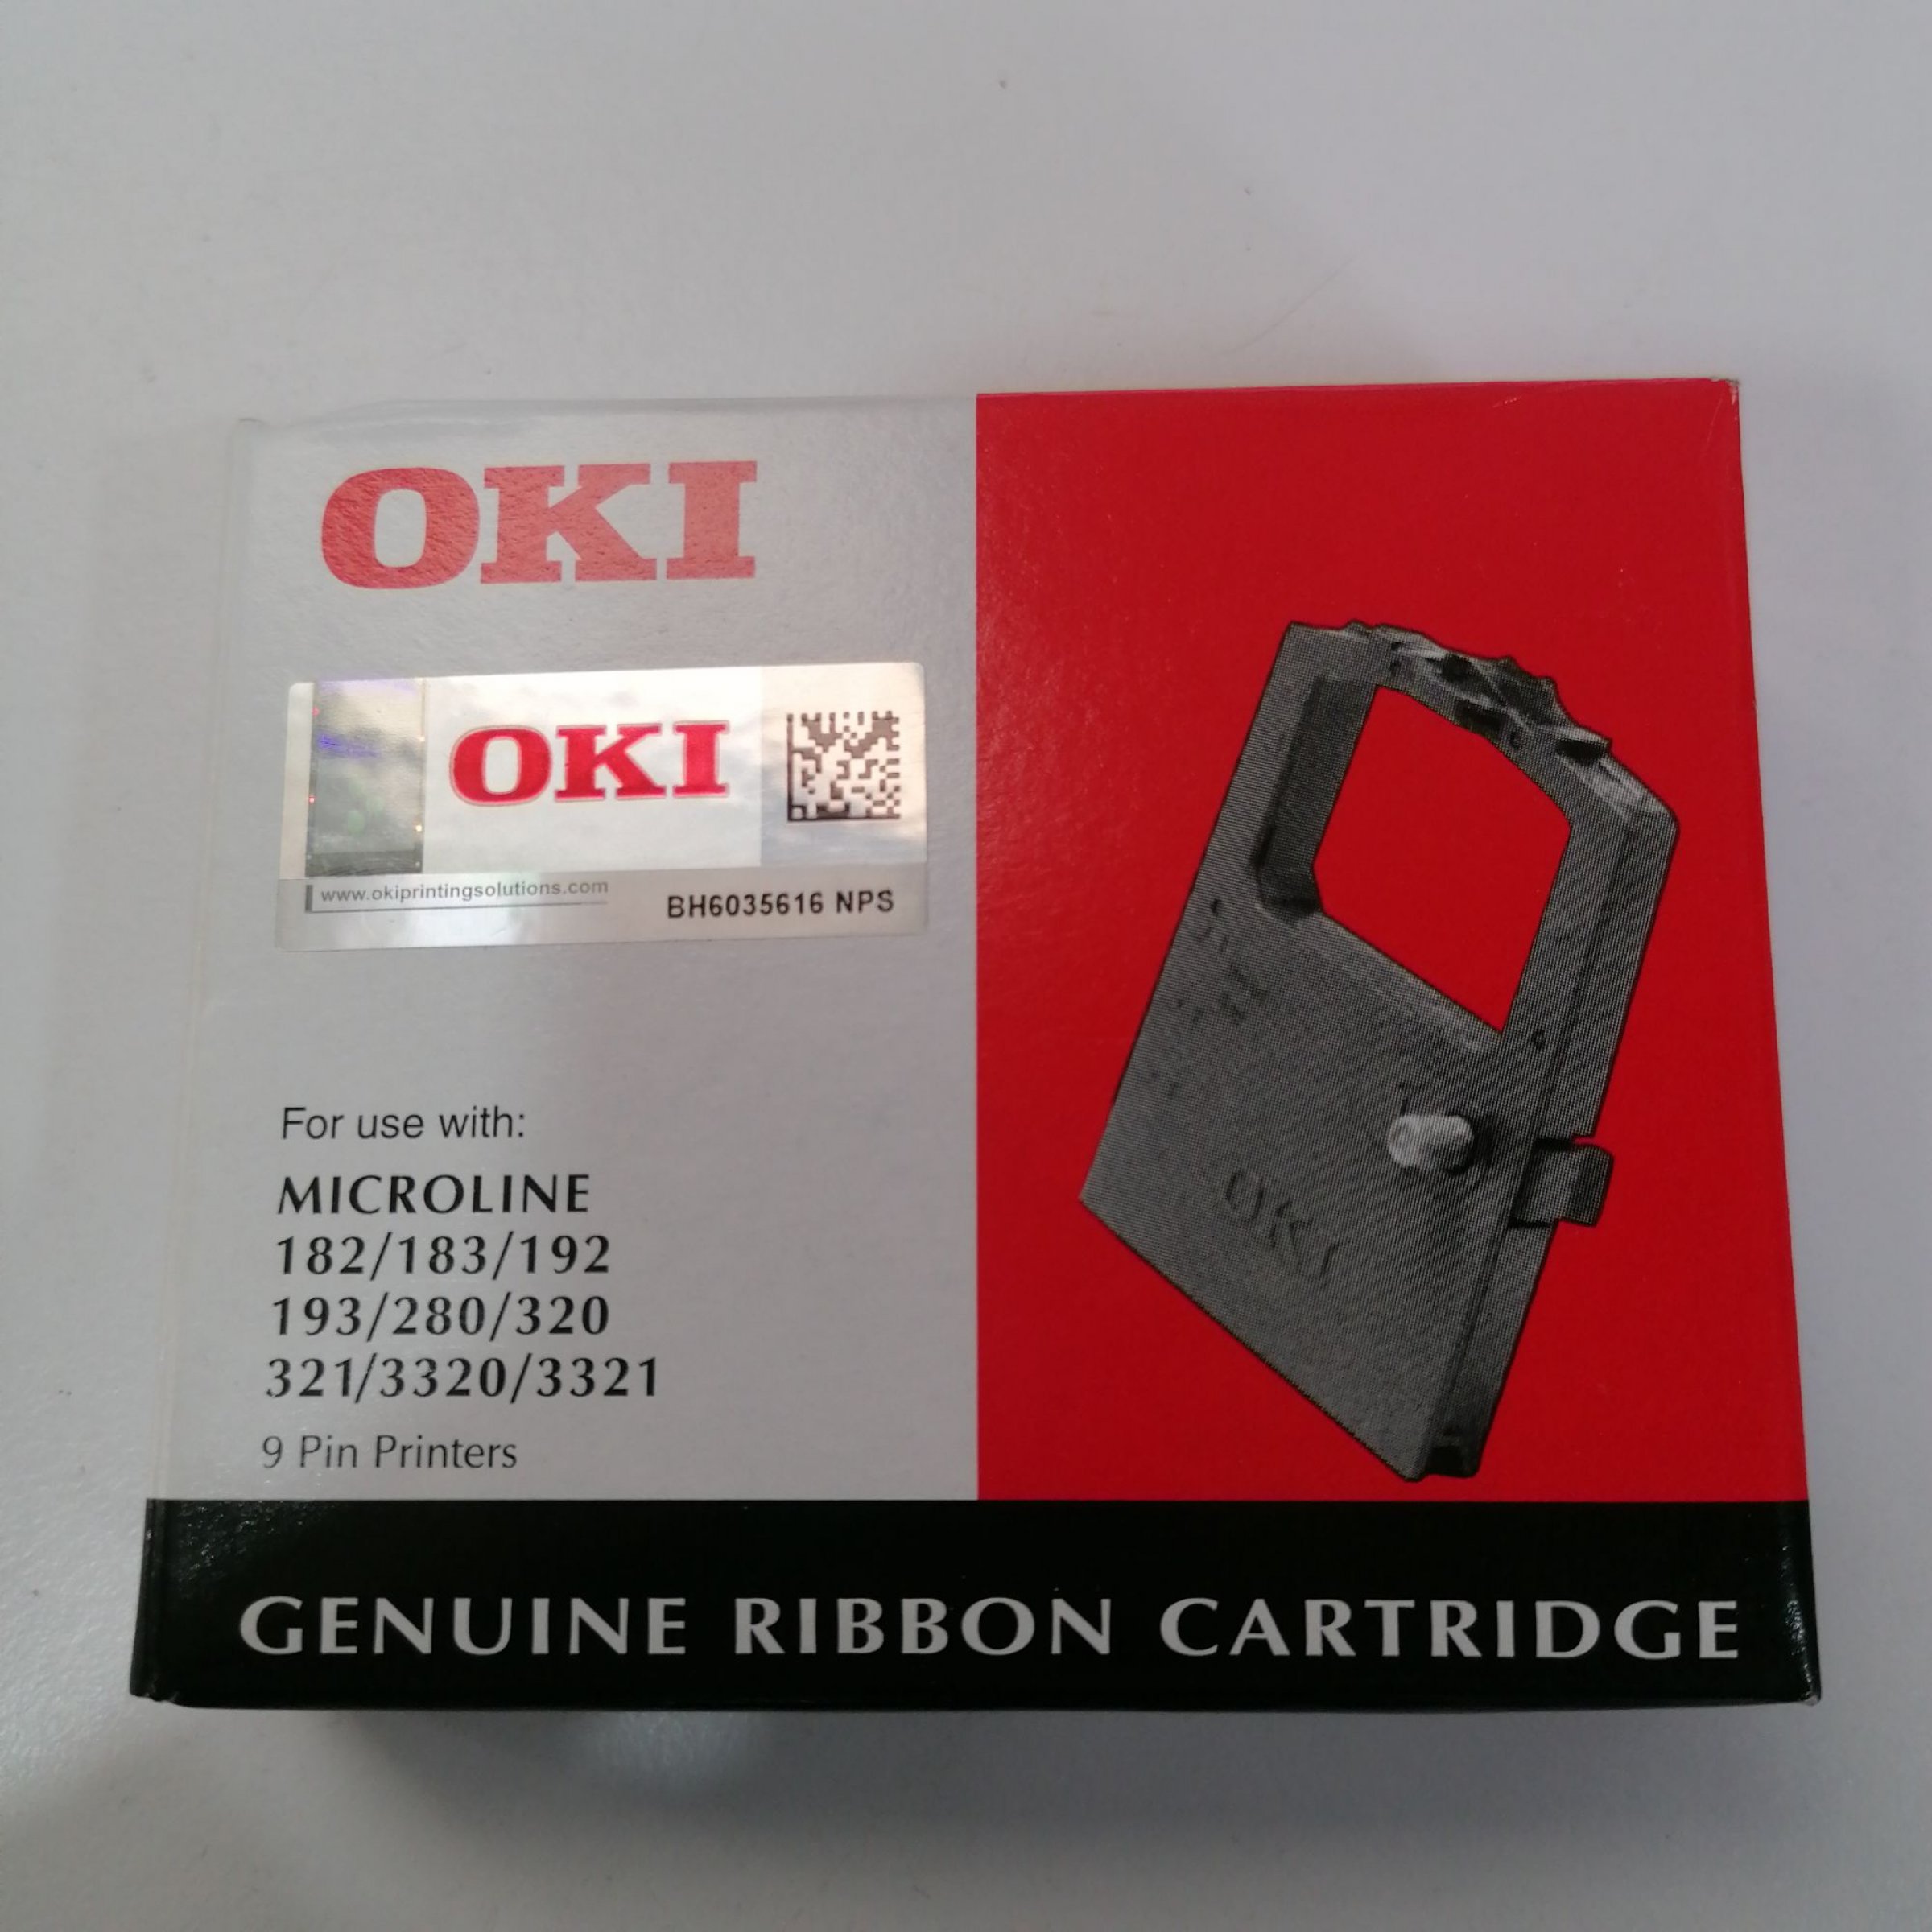 OKI
OKI
www.okiprintingsolutions.com
BH6035616 NPS
For use with:
MICROLINE
182/183/192
193/280/320
321/3320/3321
9 Pin Printers
OKI
GENUINE RIBBON CARTRIDGE